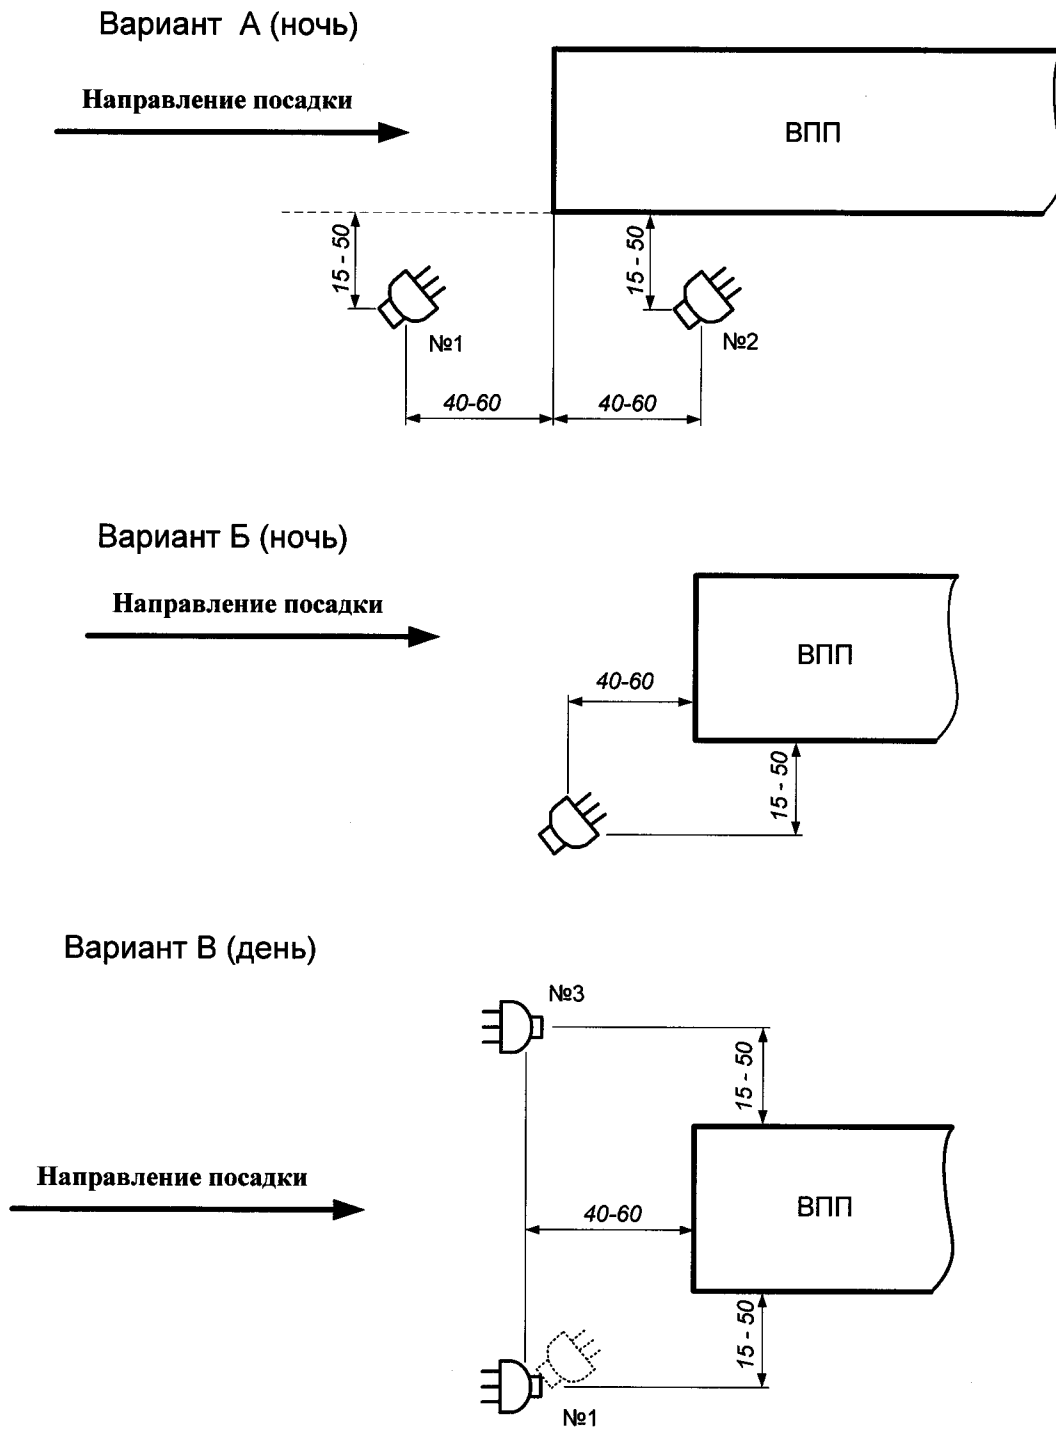 Вариант А (ночь)
Направление посадки
ВПП
15 - 50
15 - 50
№1
№2
40-60
40-60
Вариант Б (ночь)
Направление посадки
ВПП
40-60
15 - 50
Вариант В (день)
№3
15 - 50
Направление посадки
ВПП
40-60
15 - 50
№1